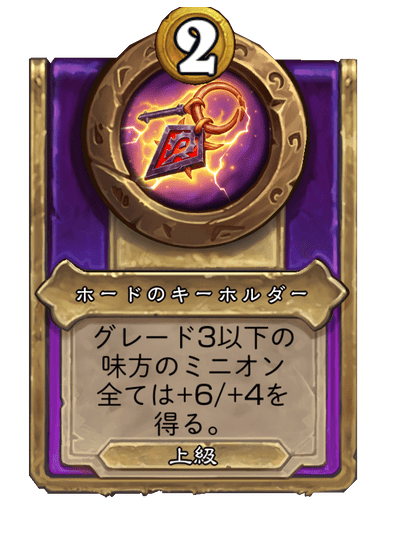 2
ホードのキーホルダー
グレード3以下の
味方のミニオン
全ては+6/+4を
得る。
上級